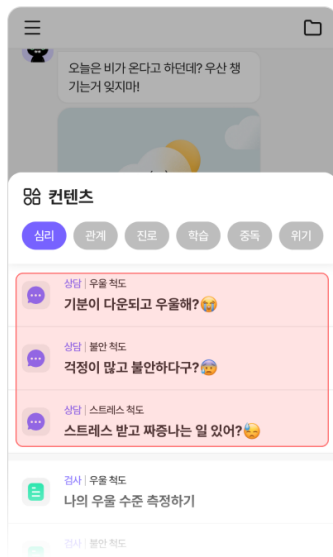 오늘은 비가 온다고 하던데? 우산 챙
기는거 잊지마!
컨텐츠
심리
관계
진로
학습
중독
위기
상담 | 우울 척도
기분이 다운되고 우울해?😭
상담 | 불안 척도
걱정이 많고 불안하다구?😰
상담 | 스트레스 척도
스트레스 받고 짜증나는 일 있어?😓
검사 | 우울 척도
나의 우울 수준 측정하기
검사 | 불안 척도